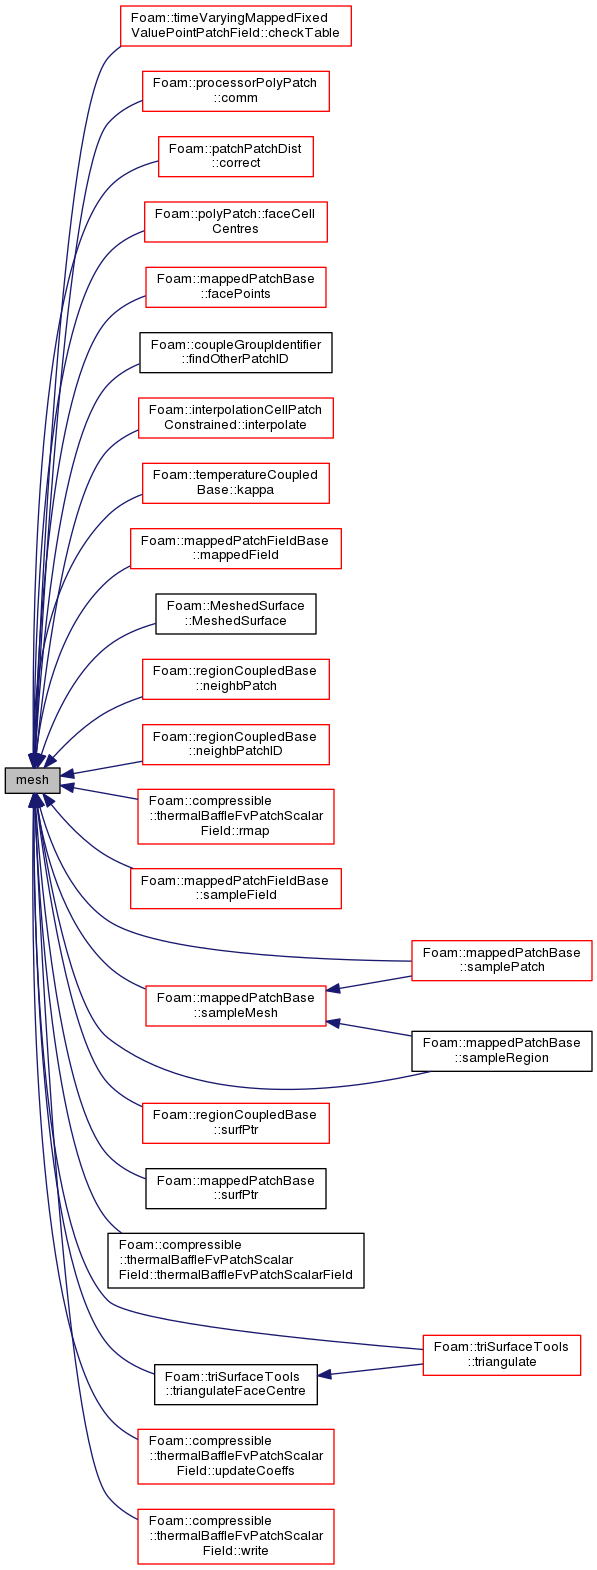 Foam::timeVaryingMappedFixed
ValuePointPatchField::checkTable
Foam::processorPolyPatch
::comm
Foam::patchPatchDist
::correct
Foam::polyPatch::faceCell
Centres
Foam::mappedPatchBase
::facePoints
Foam::coupleGroupIdentifier
::findOtherPatchID
Foam::interpolationCellPatch
Constrained::interpolate
Foam::temperatureCoupled
Base::kappa
Foam::mappedPatchFieldBase
::mappedField
Foam::MeshedSurface
::MeshedSurface
Foam::regionCoupledBase
::neighbPatch
Foam::regionCoupledBase
::neighbPatchID
mesh
Foam::compressible
::thermalBaffleFvPatchScalar
Field::rmap
Foam::mappedPatchFieldBase
::sampleField
Foam::mappedPatchBase
::samplePatch
Foam::mappedPatchBase
::sampleMesh
Foam::mappedPatchBase
::sampleRegion
Foam::regionCoupledBase
::surfPtr
Foam::mappedPatchBase
::surfPtr
Foam::compressible
::thermalBaffleFvPatchScalar
Field::thermalBaffleFvPatchScalarField
Foam::triSurfaceTools
::triangulate
Foam::triSurfaceTools
::triangulateFaceCentre
Foam::compressible
::thermalBaffleFvPatchScalar
Field::updateCoeffs
Foam::compressible
::thermalBaffleFvPatchScalar
Field::write